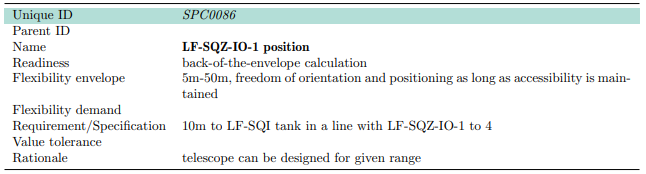 Unique ID SPC0086
Parent ID
Name LF-SQZ-IO-1 position
Readiness back-of-the-envelope calculation
Flexibility envelope 5m-50m, freedom of orientation and positioning as long as accessibility is main-
tained
Flexibility demand
Requirement/Specification 10m to LF-SQI tank in a line with LF-SQZ-IO-1 to 4
Value tolerance
Rationale telescope can be designed for given range